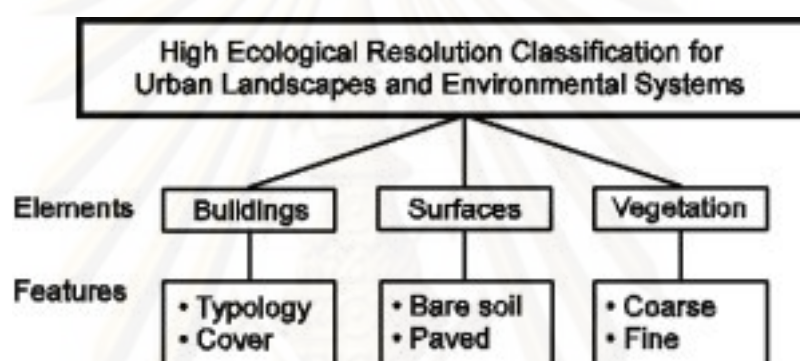 High Ecological Resolution Classification for
Urban Landscapes and Environmental Systems
Elements
Buildings
Surfaces
Vegetation
Features
• Typology
• Cover
• Bare soil
• Paved
• Coarse
• Fine